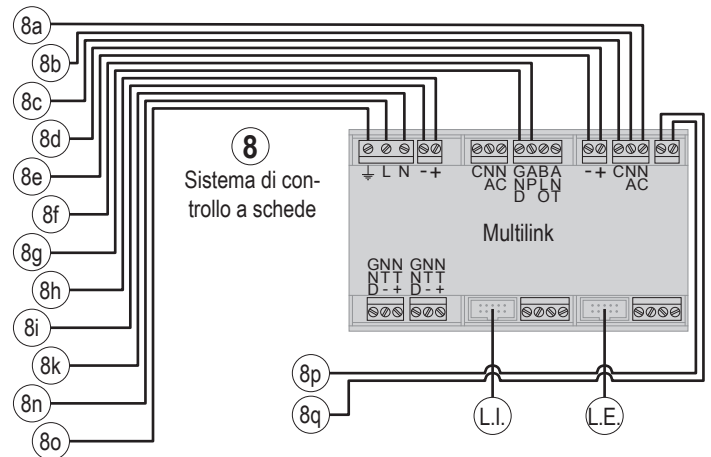 8a
8b
8c
8d
8e
8f
8g
8h
8i
8k
8n
8o
8
Sistema di con-
trollo a schede
L N - + C N N G A B A - + C N N
A C N P L N A C
D O T
Multilink
G N N G N N
N T T N T T
D - + D - +
8p
8q
L.I.
L.E.